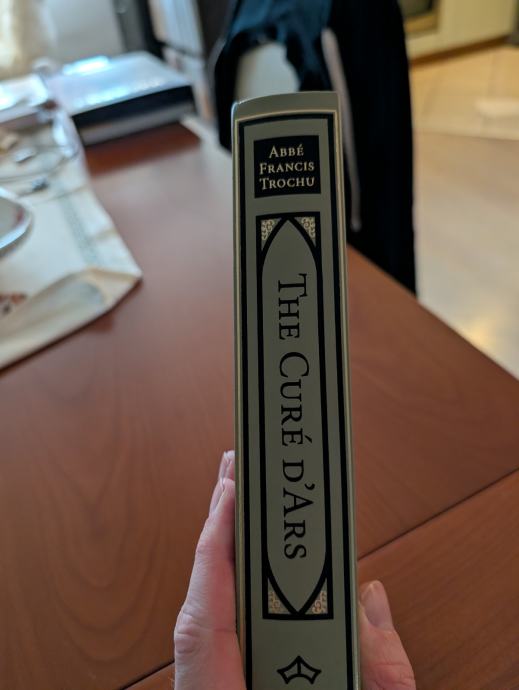 Abbé
Francis
Trochu
The Curé d'Ars